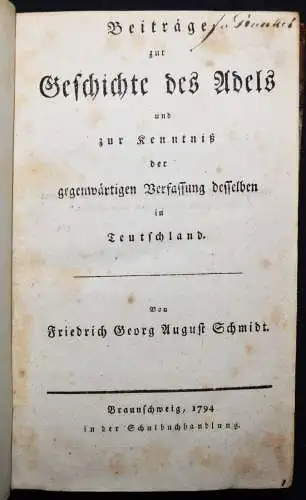 Beiträge
zur
Geschichte des Adels
und
zur Kenntniß
der
gegenwärtigen Verfassung desselben
in
Teutschland.
Von
Friedrich Georg August Schmidt.
Braunschweig, 1794
in der Schulbuchhandlung.